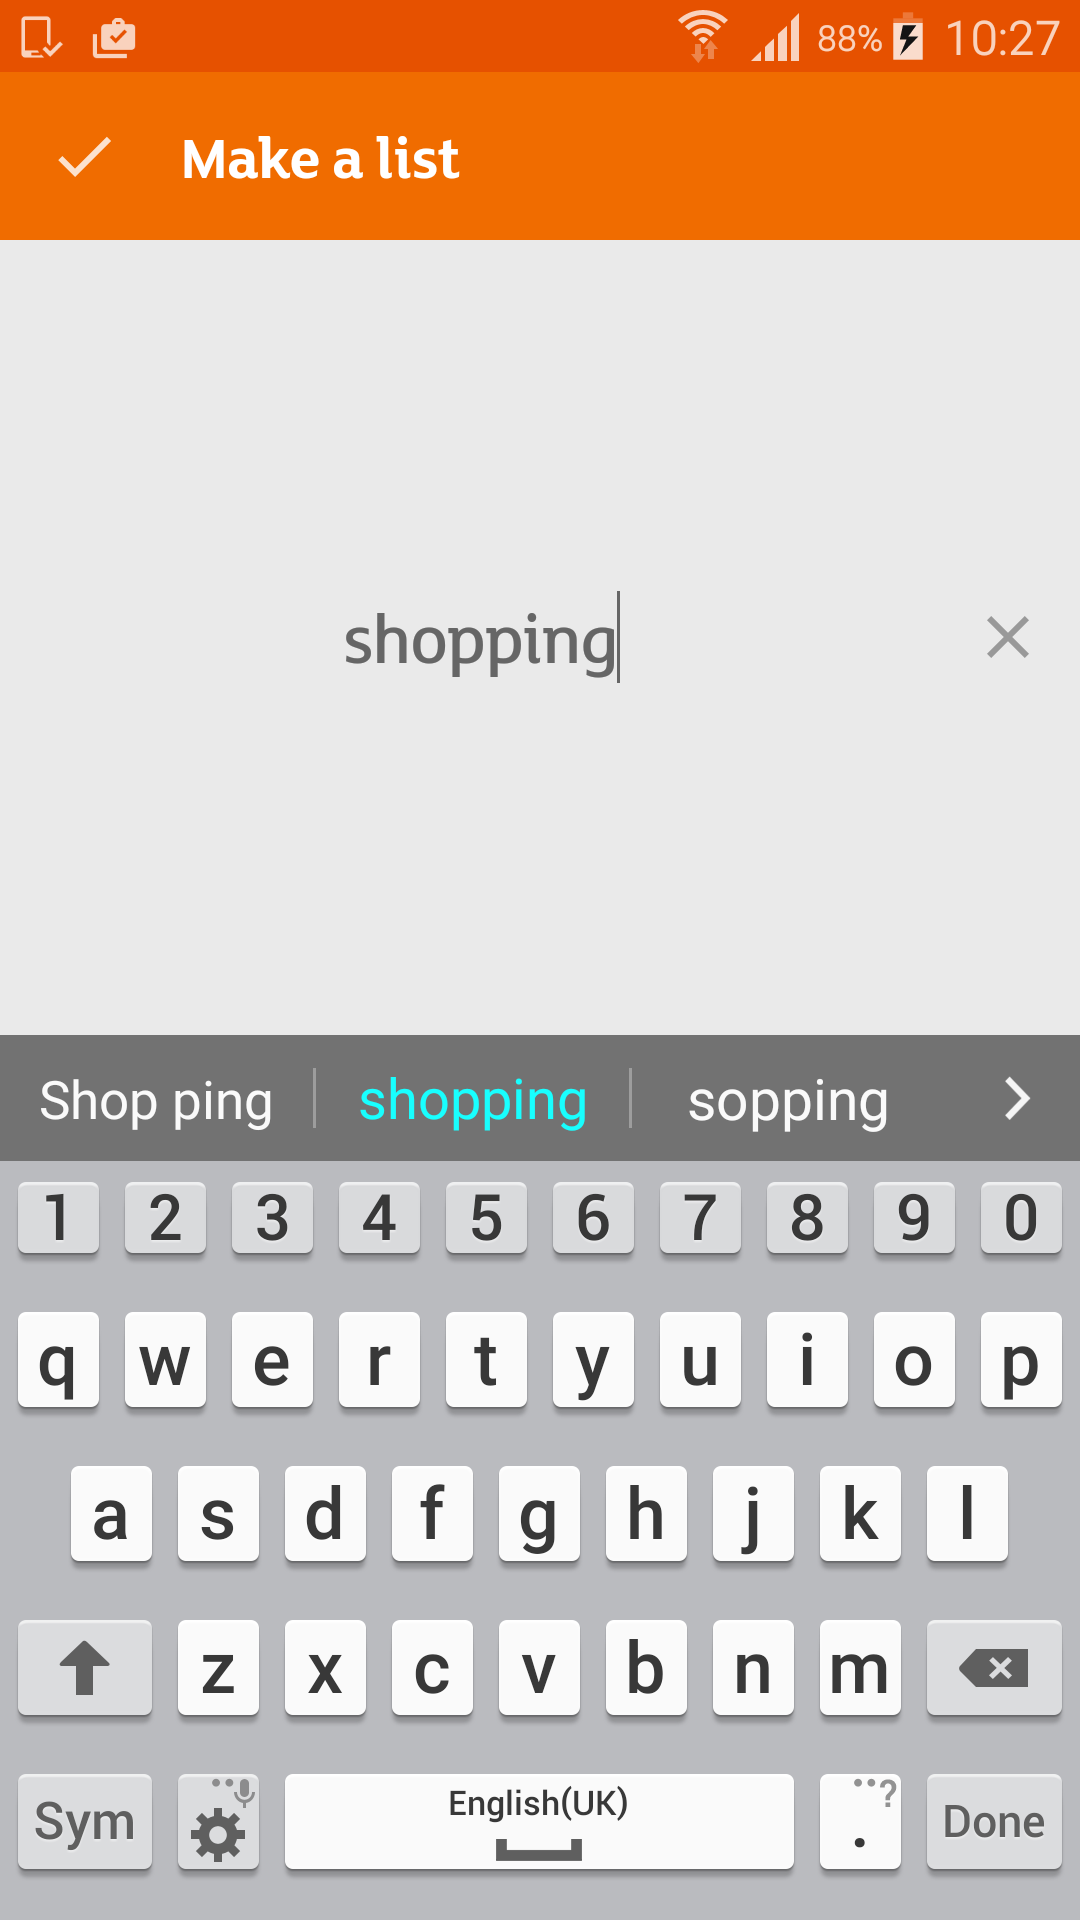 88% 10:27
Make a list
shopping
Shop ping shopping sopping
1 2 3 4 5 6 7 8 9 0
q w e r t y u i o p
a s d f g h j k l
z x c v b n m
Sym English(UK) ? . Done